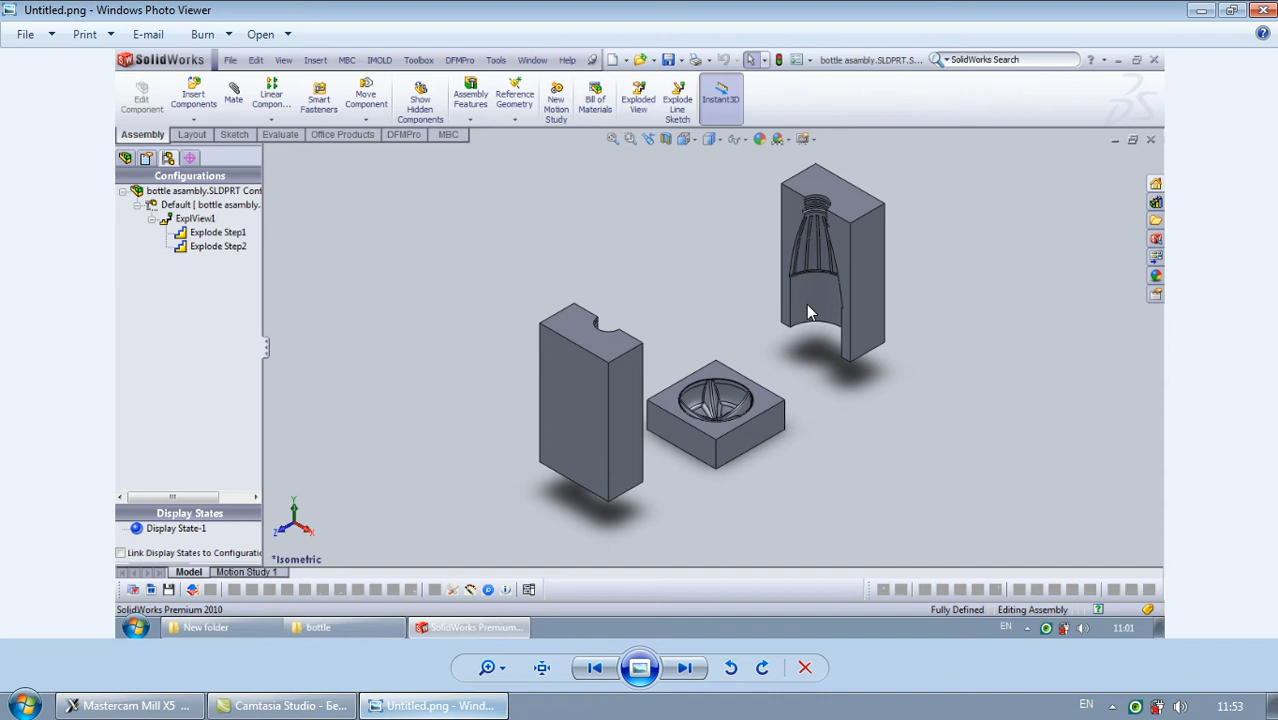 Untitled.png - Windows Photo Viewer
File Print E-mail Burn Open
SolidWorks File Edit View Insert MBC IMOLD Toolbox DFMPro Tools Window Help bottle asambly.SLDPRT.S... SolidWorks Search
Edit Component
Insert Components
Mate
Linear Compon...
Smart Fasteners
Move Component
Show Hidden Components
Assembly Features
Reference Geometry
New Motion Study
Bill of Materials
Exploded View
Explode Line Sketch
Instant3D
Assembly Layout Sketch Evaluate Office Products DFMPro MBC
Configurations
bottle asambly.SLDPRT Conf
Default [ bottle asambly.
ExplView1
Explode Step1
Explode Step2
Display States
Display State-1
Link Display States to Configuratio
Y
Z X
*Isometric
Model Motion Study 1
SolidWorks Premium 2010 Fully Defined Editing Assembly
New folder bottle SolidWorks Premium... EN 11:01
Mastercam Mill X5 ... Camtasia Studio - Бе... Untitled.png - Wind... EN 11:53